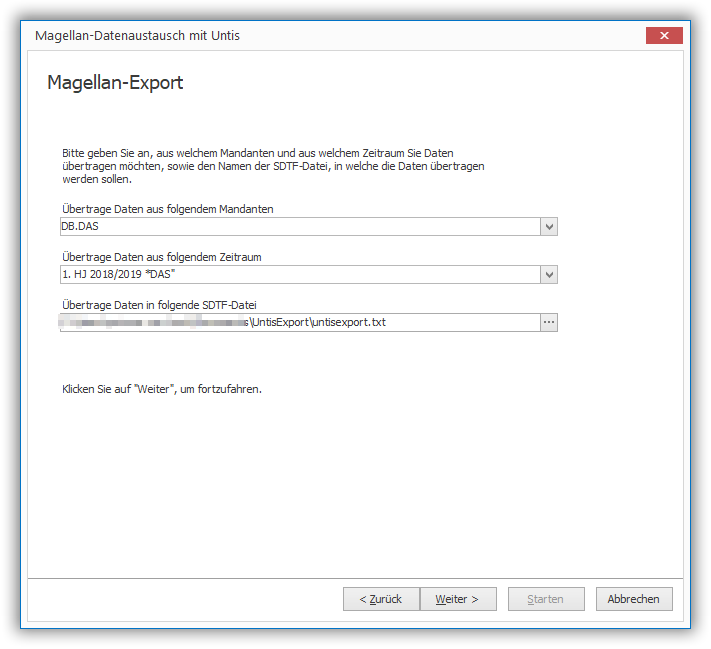 Magellan-Datenaustausch mit Untis
Magellan-Export
Bitte geben Sie an, aus welchem Mandanten und aus welchem Zeitraum Sie Daten
übertragen möchten, sowie den Namen der SDTF-Datei, in welche die Daten übertragen
werden sollen.
Übertrage Daten aus folgendem Mandanten
DB.DAS
Übertrage Daten aus folgendem Zeitraum
1. HJ 2018/2019 *DAS"
Übertrage Daten in folgende SDTF-Datei
\UntisExport\untisexport.txt
Klicken Sie auf "Weiter", um fortzufahren.
< Zurück Weiter > Starten Abbrechen